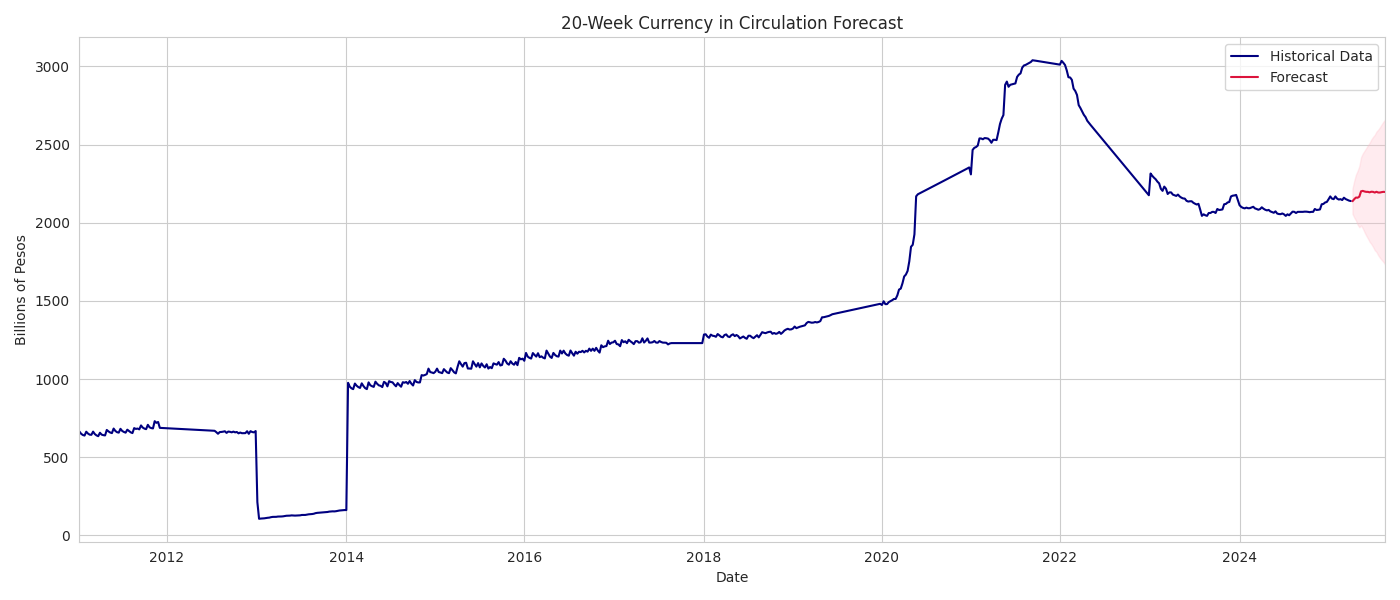 20-Week Currency in Circulation Forecast
Historical Data
Forecast
Billions of Pesos
3000
2500
2000
1500
1000
500
0
2012 2014 2016 2018 2020 2022 2024
Date